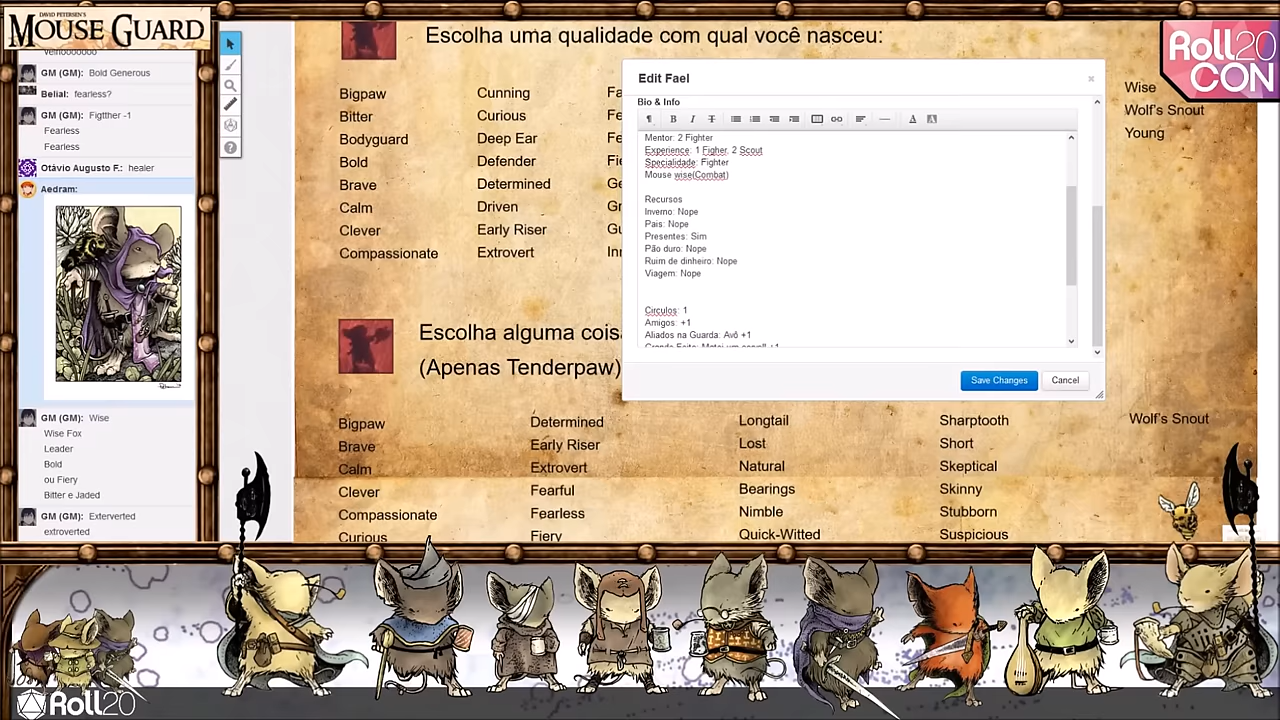 DAVID PETERSEN'S
MOUSE GUARD
GM (GM): Bold Generous
Belial: fearless?
GM (GM): Figtther -1
Fearless
Fearless
Otávio Augusto F.: healer
Aedram:
GM (GM): Wise
Wise Fox
Leader
Bold
ou Fiery
Bitter e Jaded
GM (GM): Exterverted
extroverted
Escolha uma qualidade com qual você nasceu:
Bigpaw
Bitter
Bodyguard
Bold
Brave
Calm
Clever
Compassionate
Cunning
Curious
Deep Ear
Defender
Determined
Driven
Early Riser
Extrovert
Wise
Wolf's Snout
Young
Roll20
CON
Edit Fael
Bio & Info
Mentor: 2 Fighter
Experience: 1 Figher, 2 Scout
Specialidade: Fighter
Mouse wise(Combat)
Recursos
Inverno: Nope
Pais: Nope
Presentes: Sim
Pão duro: Nope
Ruim de dinheiro: Nope
Viagem: Nope
Circulos: 1
Amigos: +1
Aliados na Guarda: Avô +1
Save Changes
Cancel
Escolha alguma
(Apenas Tenderpaw)
Bigpaw
Brave
Calm
Clever
Compassionate
Curious
Determined
Early Riser
Extrovert
Fearful
Fearless
Fiery
Longtail
Lost
Natural
Bearings
Nimble
Quick-Witted
Sharptooth
Short
Skeptical
Skinny
Stubborn
Suspicious
Wolf's Snout
Roll20